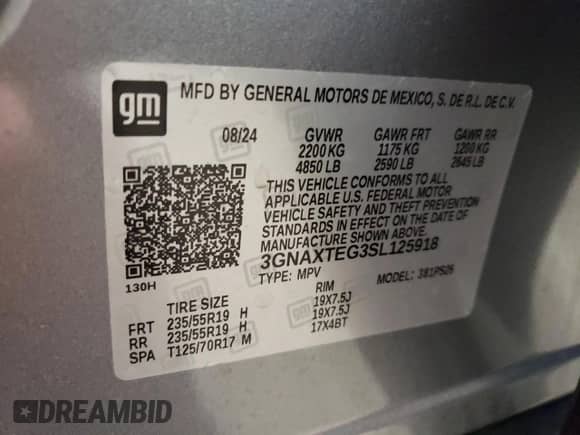 gm
MFD BY GENERAL MOTORS DE MEXICO, S. DE R.L. DE C.V.
08/24 GVWR GAWR FRT GAWR RR
2200 KG 1175 KG 1200 KG
4850 LB 2590 LB 2645 LB
THIS VEHICLE CONFORMS TO ALL
APPLICABLE U.S. FEDERAL MOTOR
VEHICLE SAFETY AND THEFT PREVENTION
STANDARDS IN EFFECT ON THE DATE
OF MANUFACTURE SHOWN ABOVE.
3GNAXTEG3SL125918
TYPE: MPV MODEL: 381PS26
130H
TIRE SIZE RIM
FRT 235/55R19 H 19X7.5J
RR 235/55R19 H 19X7.5J
SPA T125/70R17 M 17X4BT
DREAMBID